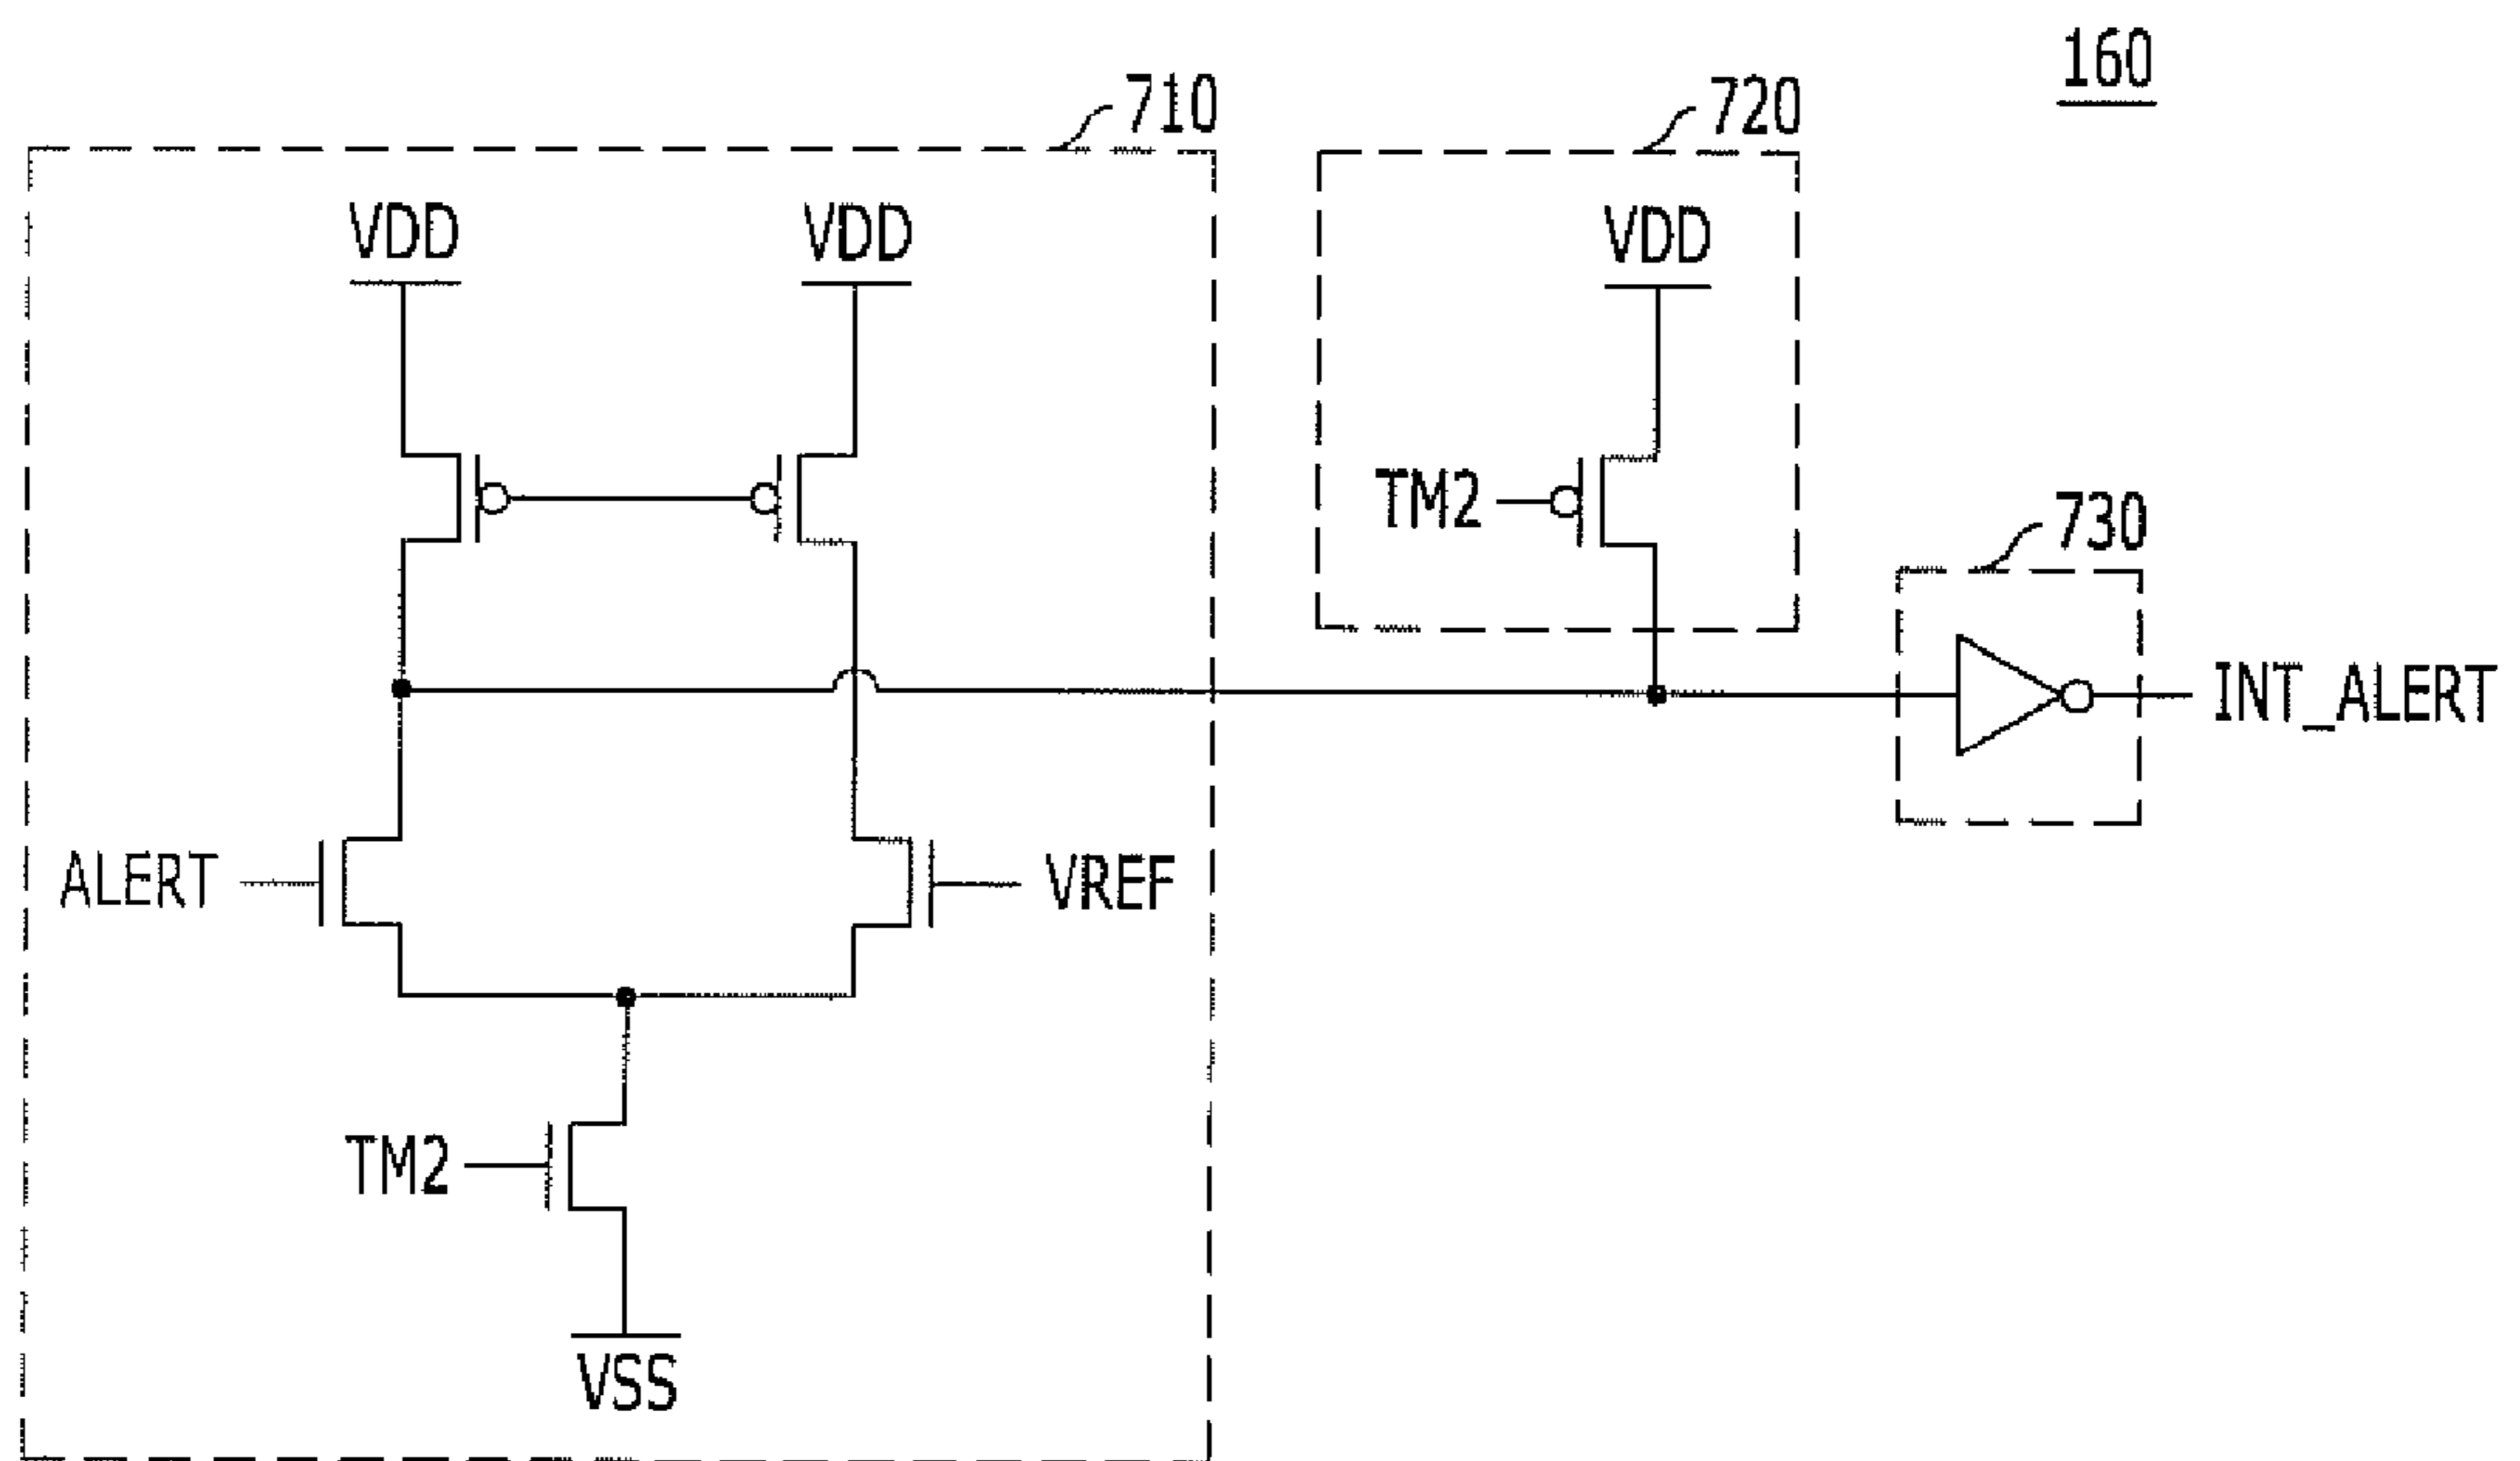 160
710
720
VDD
VDD
VDD
TM2
730
INT_ALERT
ALERT
VREF
TM2
VSS